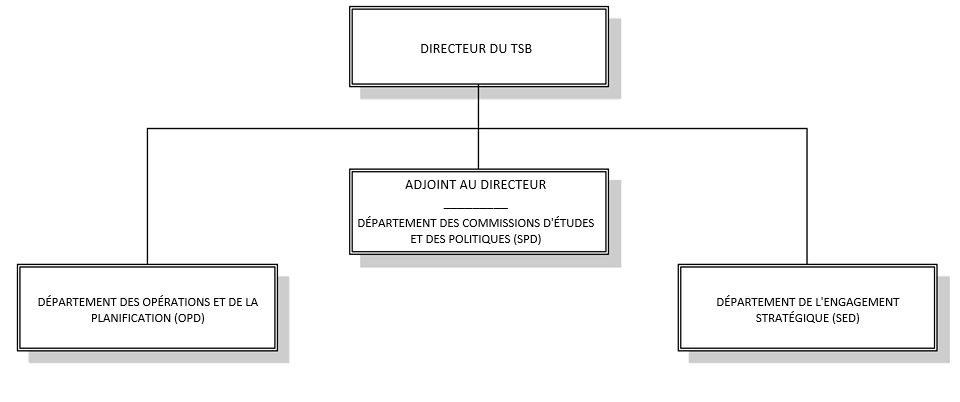 DIRECTEUR DU TSB
ADJOINT AU DIRECTEUR
DÉPARTEMENT DES COMMISSIONS D'ÉTUDES
ET DES POLITIQUES (SPD)
DÉPARTEMENT DES OPÉRATIONS ET DE LA
PLANIFICATION (OPD)
DÉPARTEMENT DE L'ENGAGEMENT
STRATÉGIQUE (SED)